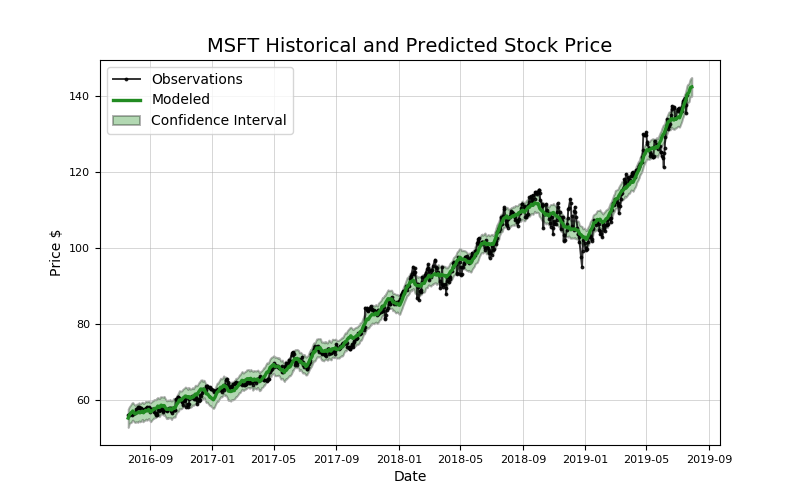 MSFT Historical and Predicted Stock Price
Observations
Modeled
Confidence Interval
140
120
100
80
60
Price $
2016-09 2017-01 2017-05 2017-09 2018-01 2018-05 2018-09 2019-01 2019-05 2019-09
Date